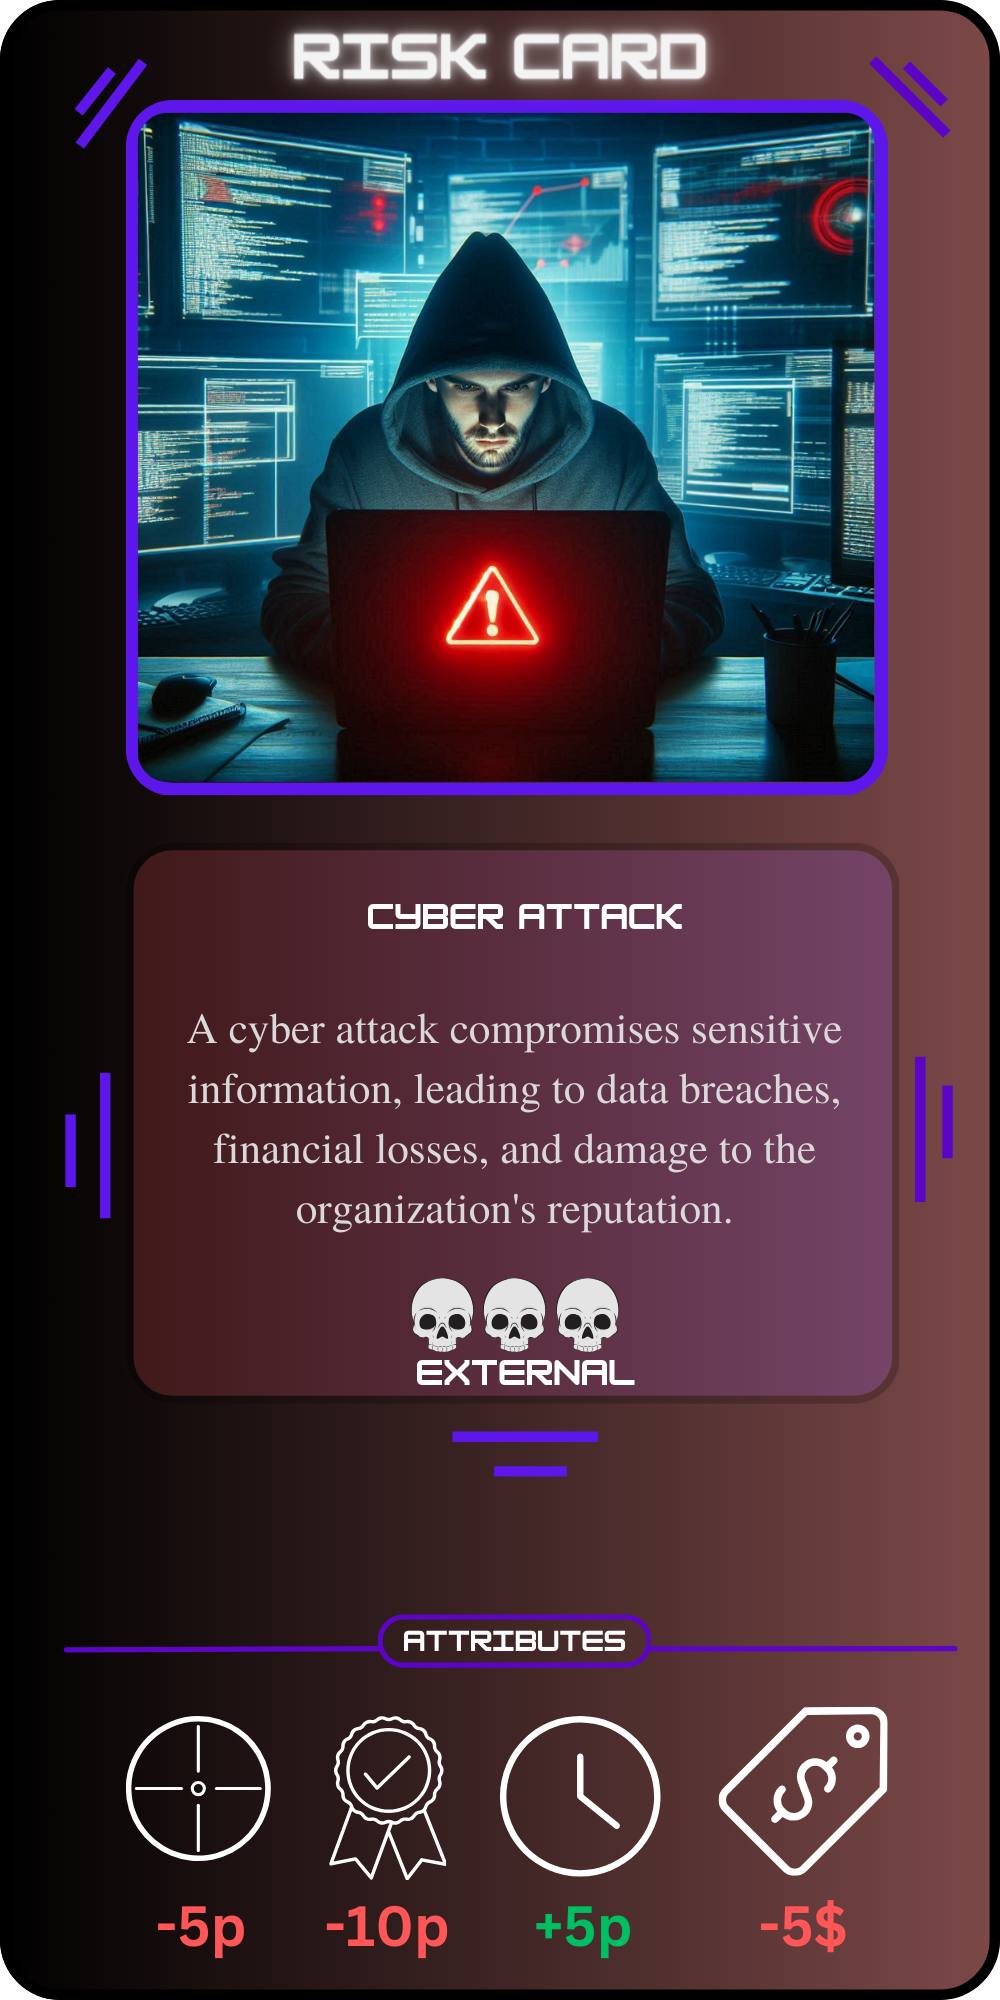 RISK CARD
CYBER ATTACK
A cyber attack compromises sensitive
information, leading to data breaches,
financial losses, and damage to the
organization's reputation.
EXTERNAL
ATTRIBUTES
-5p -10p +5p -5$